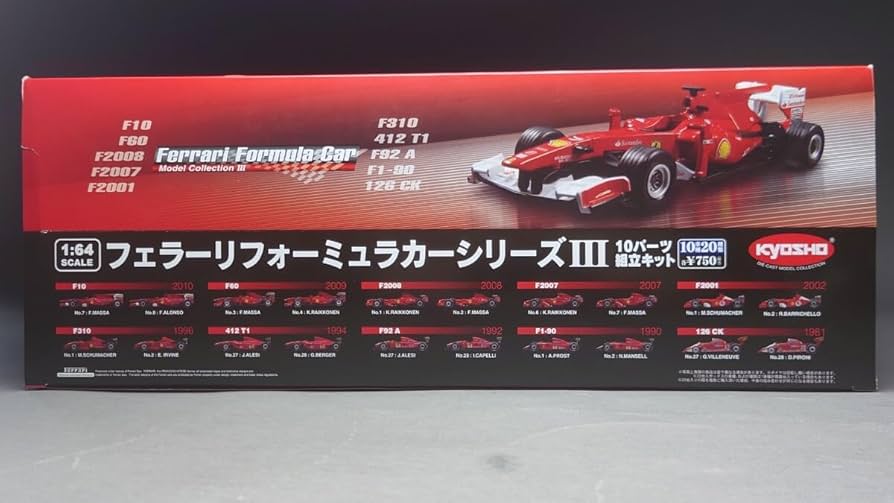 F10
F60
F2008
F2007
F2001
Ferrari Formula Car
Model Collection III
F310
412 T1
F92 A
F1-90
126 CK
Santander
1:64
SCALE
フェラーリフォーミュラカーシリーズIII
10パーツ
組立キット
10車種20種類
各¥750
KYOSHO
DIE-CAST MODEL COLLECTION
F10 2010
No.7 : F.MASSA No.8 : F.ALONSO
F60 2009
No.3 : F.MASSA No.4 : K.RAIKKONEN
F2008 2008
No.1 : K.RAIKKONEN No.2 : F.MASSA
F2007 2007
No.6 : K.RAIKKONEN No.7 : F.MASSA
F2001 2002
No.1 : M.SCHUMACHER No.2 : R.BARRICHELLO
F310 1996
No.1 : M.SCHUMACHER No.2 : E. IRVINE
412 T1 1994
No.27 : J.ALESI No.28 : G.BERGER
F92 A 1992
No.27 : J.ALESI No.28 : I.CAPELLI
F1-90 1990
No.1 : A.PROST No.2 : N.MANSELL
126 CK 1981
No.27 : G.VILLENEUVE No.28 : D.PIRONI